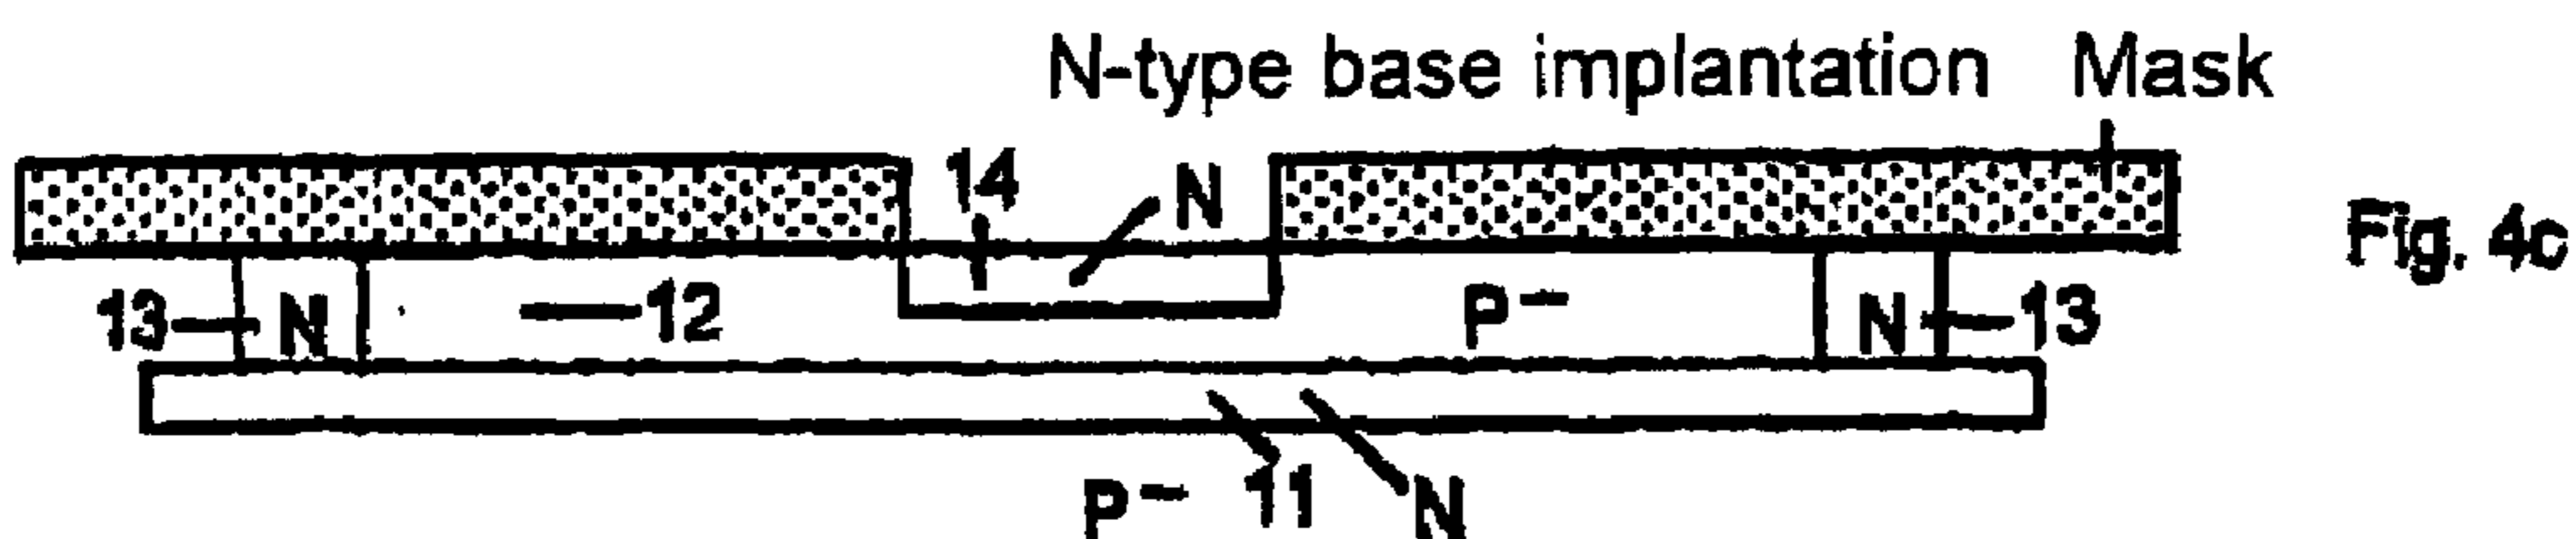 N-type base implantation Mask
14 N
Fig. 4c
13 N 12 P− N 13
P− 11 N